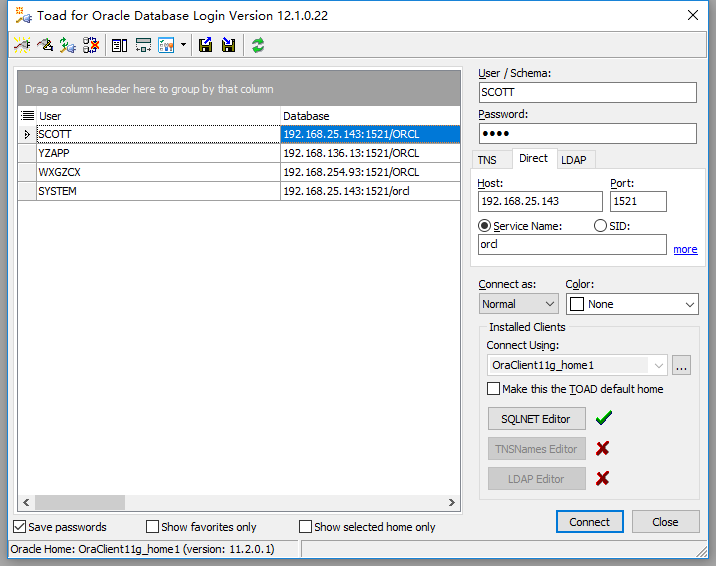 Toad for Oracle Database Login Version 12.1.0.22
Drag a column header here to group by that column
User Database
SCOTT 192.168.25.143:1521/ORCL
YZAPP 192.168.136.13:1521/ORCL
WXGZCX 192.168.254.93:1521/ORCL
SYSTEM 192.168.25.143:1521/orcl
User / Schema:
SCOTT
Password:
●●●●
TNS Direct LDAP
Host: Port:
192.168.25.143 1521
Service Name: SID:
orcl
more
Connect as: Color:
Normal None
Installed Clients
Connect Using:
OraClient11g_home1 ...
Make this the TOAD default home
SQLNET Editor
TNSNames Editor
LDAP Editor
Save passwords Show favorites only Show selected home only
Connect Close
Oracle Home: OraClient11g_home1 (version: 11.2.0.1)